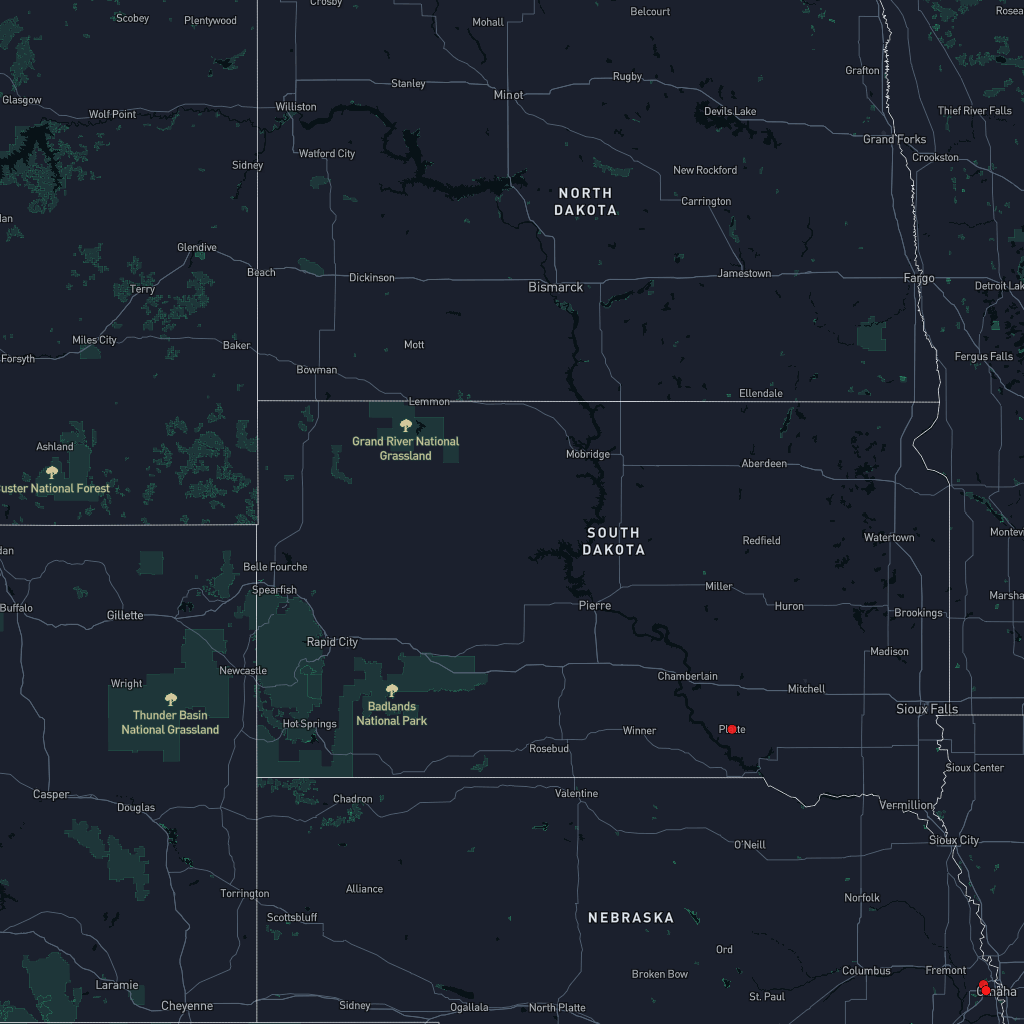 Crosby
Scobey
Plentywood
Mohall
Belcourt
Rosea
Grafton
Stanley
Rugby
Glasgow
Minot
Williston
Wolf Point
Devils Lake
Thief River Falls
Grand Forks
Watford City
Crookston
Sidney
New Rockford
NORTH
DAKOTA
Carrington
dan
Glendive
Beach
Dickinson
Jamestown
Fargo
Bismarck
Detroit Lak
Terry
Miles City
Baker
Mott
Forsyth
Fergus Falls
Bowman
Ellendale
Lemmon
Grand River National
Grassland
Ashland
Mobridge
Aberdeen
uster National Forest
SOUTH
DAKOTA
Redfield
Watertown
Montev
dan
Belle Fourche
Spearfish
Miller
Marsha
Buffalo
Gillette
Pierre
Huron
Brookings
Rapid City
Madison
Newcastle
Wright
Chamberlain
Mitchell
Badlands
National Park
Thunder Basin
National Grassland
Sioux Falls
Hot Springs
Winner
Platte
Rosebud
Sioux Center
Casper
Douglas
Chadron
Valentine
Vermillion
O'Neill
Sioux City
Torrington
Alliance
Norfolk
Scottsbluff
NEBRASKA
Ord
Broken Bow
Columbus
Fremont
Laramie
Cheyenne
Sidney
Ogallala
North Platte
St. Paul
Omaha